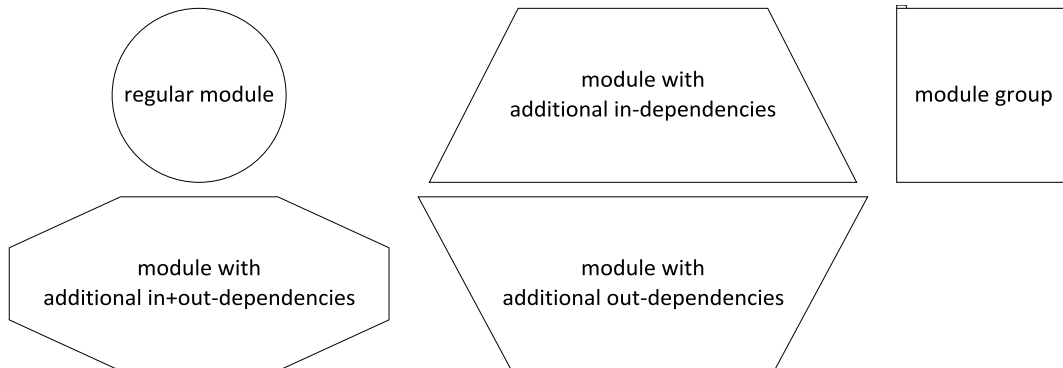 regular module
module with
additional in-dependencies
module group
module with
additional in+out-dependencies
module with
additional out-dependencies